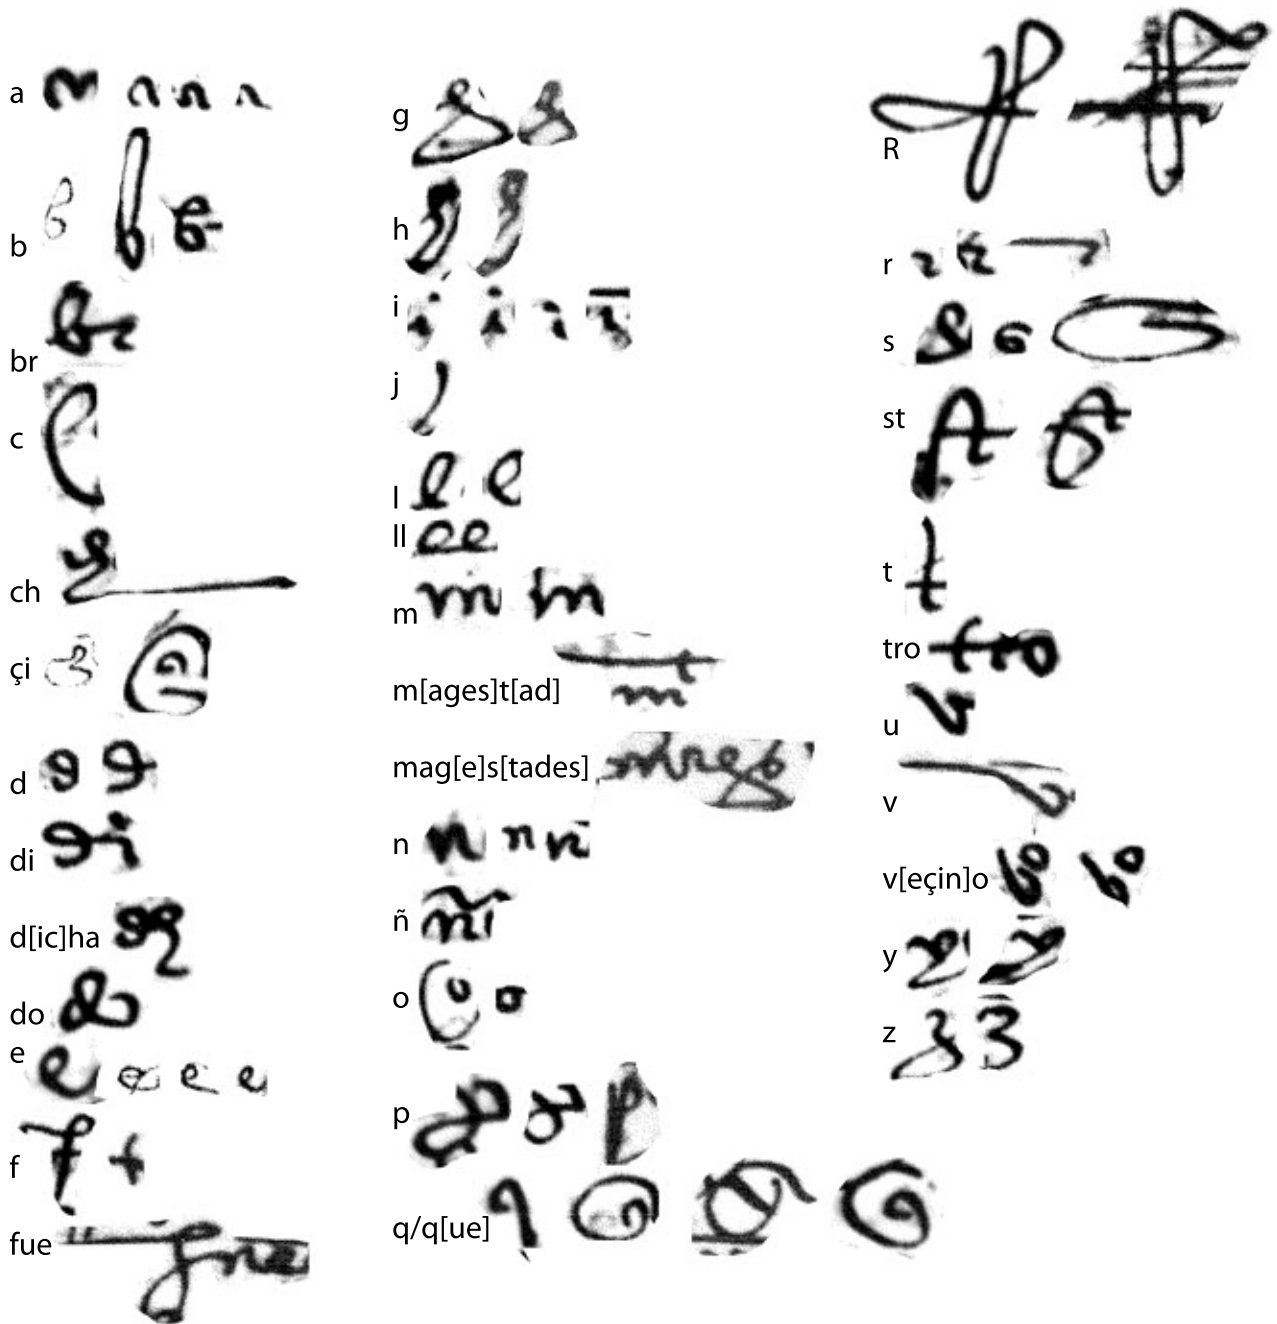 a
b
br
c
ch
çi
d
di
d[ic]ha
do
e
f
fue
g
h
i
j
l
ll
m
m[ages]t[ad]
mag[e]s[tades]
n
ñ
o
p
q/q[ue]
R
r
s
st
t
tro
u
v
v[eçin]o
y
z